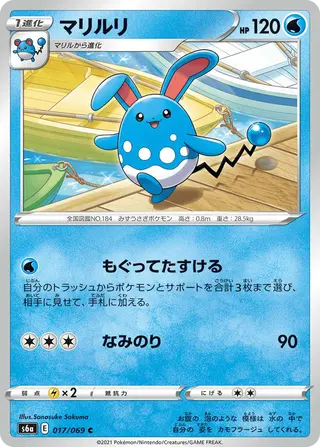 1進化 マリルリ HP120
マリルから進化
全国図鑑NO.184 みずうさぎポケモン 高さ:0.8m 重さ:28.5kg
もぐってたすける
自分のトラッシュからポケモンとサポートを合計3枚まで選び、
相手に見せて、手札に加える。
なみのり 90
弱点 ×2 抵抗力 にげる
Illus. Sanosuke Sakuma
s6a E 017/069 C
お腹の 泡のような 模様は 水の
中で 姿を カモフラージュ してくれるのだ。
©2021 Pokémon/Nintendo/Creatures/GAME FREAK.